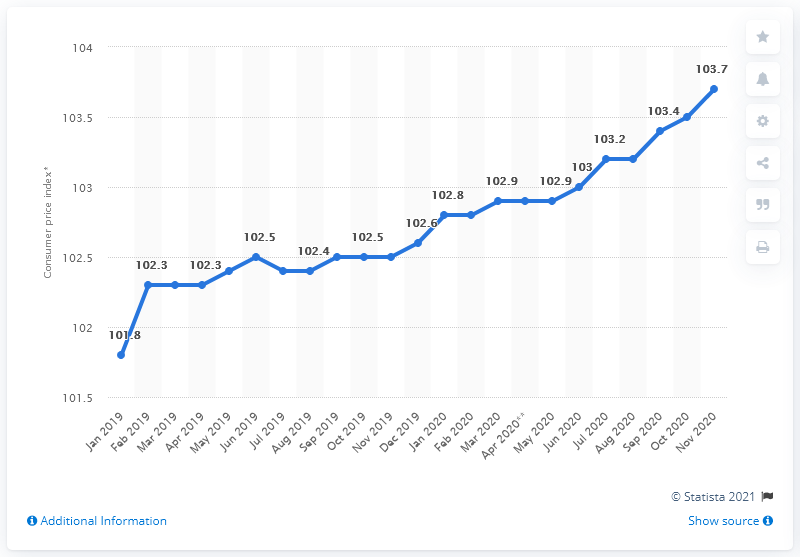 104
103.5
103
102.5
102
101.5
Consumer price index*
101.8
102.3
102.3
102.5
102.4
102.5
102.6
102.8
102.9
102.9
103
103.2
103.4
103.7
Jan 2019
Feb 2019
Mar 2019
Apr 2019
May 2019
Jun 2019
Jul 2019
Aug 2019
Sep 2019
Oct 2019
Nov 2019
Dec 2019
Jan 2020
Feb 2020
Mar 2020
Apr 2020**
May 2020
Jun 2020
Jul 2020
Aug 2020
Sep 2020
Oct 2020
Nov 2020
© Statista 2021
Additional Information
Show source